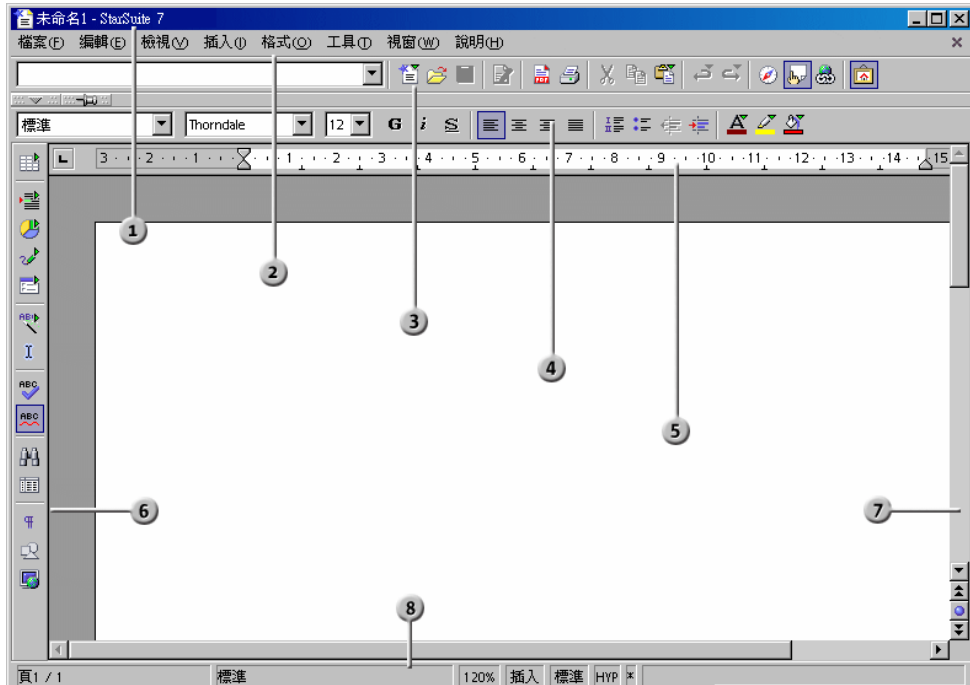 未命名1 - StarSuite 7
檔案(F) 編輯(E) 檢視(V) 插入(I) 格式(O) 工具(T) 視窗(W) 說明(H)
標準 Thorndale 12 G i S A
3 2 1 1 2 3 4 5 6 7 8 9 10 11 12 13 14 15
1
2
3
4
5
6
7
8
ABC
ABC
頁1 / 1 標準 120% 插入 標準 HYP *